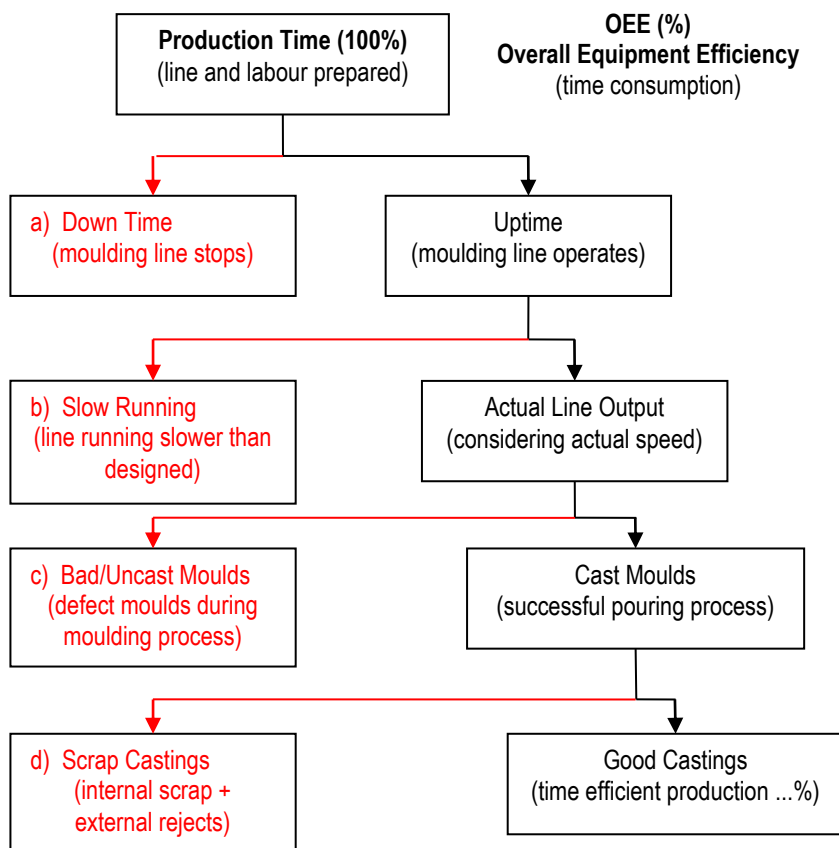 Production Time (100%)
(line and labour prepared)
OEE (%)
Overall Equipment Efficiency
(time consumption)
a) Down Time
(moulding line stops)
Uptime
(moulding line operates)
b) Slow Running
(line running slower than
designed)
Actual Line Output
(considering actual speed)
c) Bad/Uncast Moulds
(defect moulds during
moulding process)
Cast Moulds
(successful pouring process)
d) Scrap Castings
(internal scrap +
external rejects)
Good Castings
(time efficient production ...%)